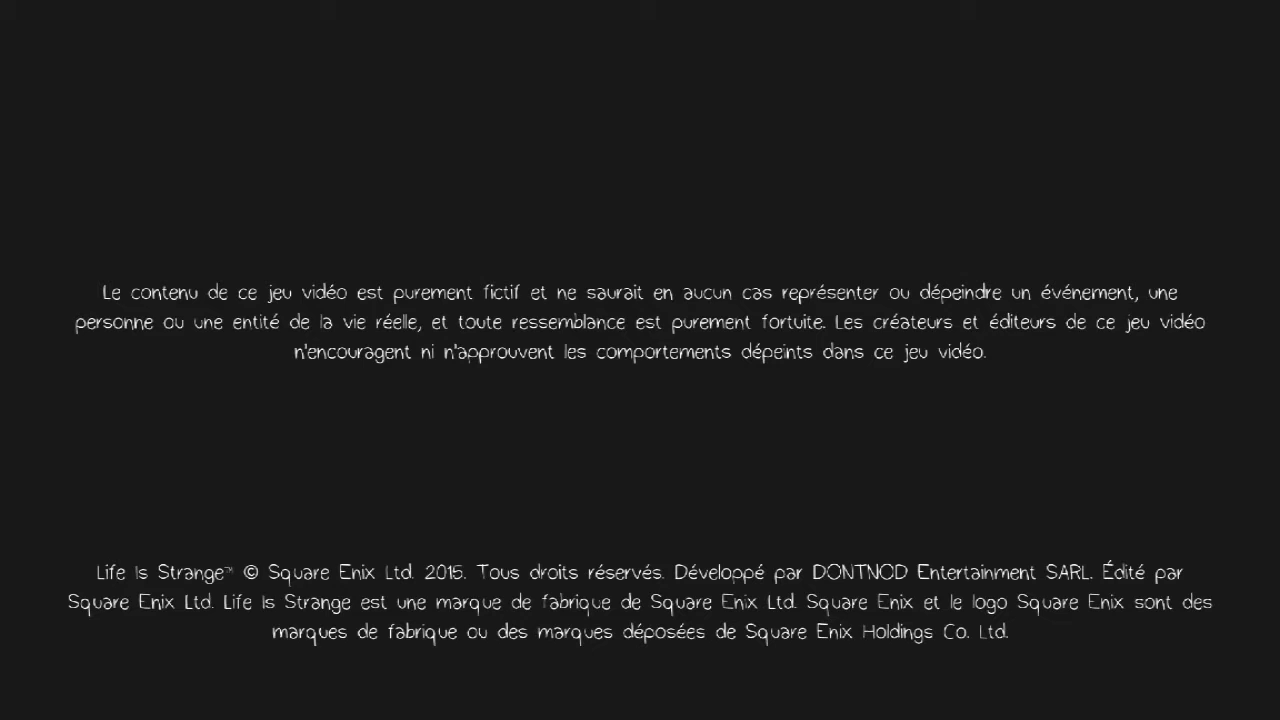 Le contenu de ce jeu vidéo est purement fictif et ne saurait en aucun cas représenter ou dépeindre un événement, une
personne ou une entité de la vie réelle, et toute ressemblance est purement fortuite. Les créateurs et éditeurs de ce jeu vidéo
n'encouragent ni n'approuvent les comportements dépeints dans ce jeu vidéo.
Life Is Strange™ © Square Enix Ltd. 2015. Tous droits réservés. Développé par DONTNOD Entertainment SARL. Édité par
Square Enix Ltd. Life Is Strange est une marque de fabrique de Square Enix Ltd. Square Enix et le logo Square Enix sont des
marques de fabrique ou des marques déposées de Square Enix Holdings Co. Ltd.